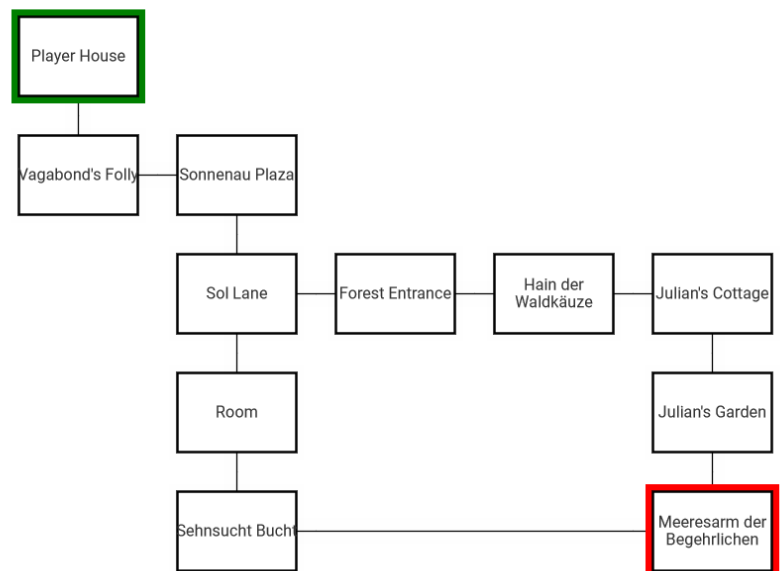 Player House
Vagabond's Folly
Sonnenau Plaza
Sol Lane
Forest Entrance
Hain der
Waldkäuze
Julian's Cottage
Room
Julian's Garden
Sehnsucht Bucht
Meeresarm der
Begehrlichen